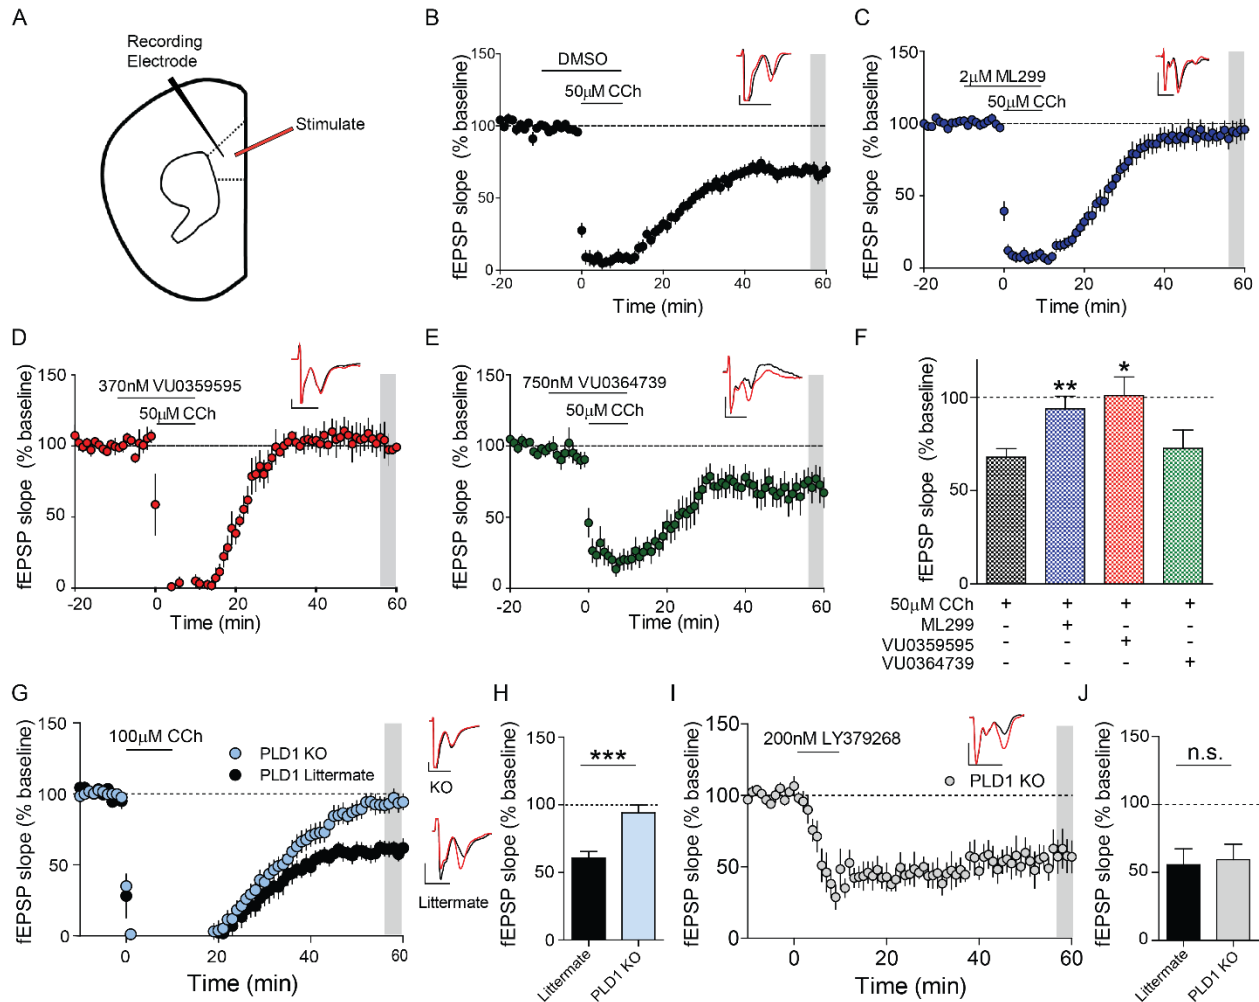 A
Recording
Electrode
Stimulate
B
fEPSP slope (% baseline)
150
100
50
0
DMSO
50μM CCh
-20
0
20
40
60
Time (min)
C
fEPSP slope (% baseline)
150
100
50
0
2μM ML299
50μM CCh
-20
0
20
40
60
Time (min)
D
fEPSP slope (% baseline)
150
100
50
0
370nM VU0359595
50μM CCh
-20
0
20
40
60
Time (min)
E
fEPSP slope (% baseline)
150
100
50
0
750nM VU0364739
50μM CCh
-20
0
20
40
60
Time (min)
F
fEPSP slope (% baseline)
100
50
0
**
*
50μM CCh + + + +
ML299 - + - -
VU0359595 - - + -
VU0364739 - - - +
G
fEPSP slope (% baseline)
150
100
50
0
100μM CCh
PLD1 KO
PLD1 Littermate
KO
Littermate
0
20
40
60
Time (min)
H
fEPSP slope (% baseline)
150
100
50
0
***
Littermate
PLD1 KO
I
fEPSP slope (% baseline)
150
100
50
0
200nM LY379268
PLD1 KO
-10 0 10 20 30 40 50 60
Time (min)
J
fEPSP slope (% baseline)
150
100
50
0
n.s.
Littermate
PLD1 KO